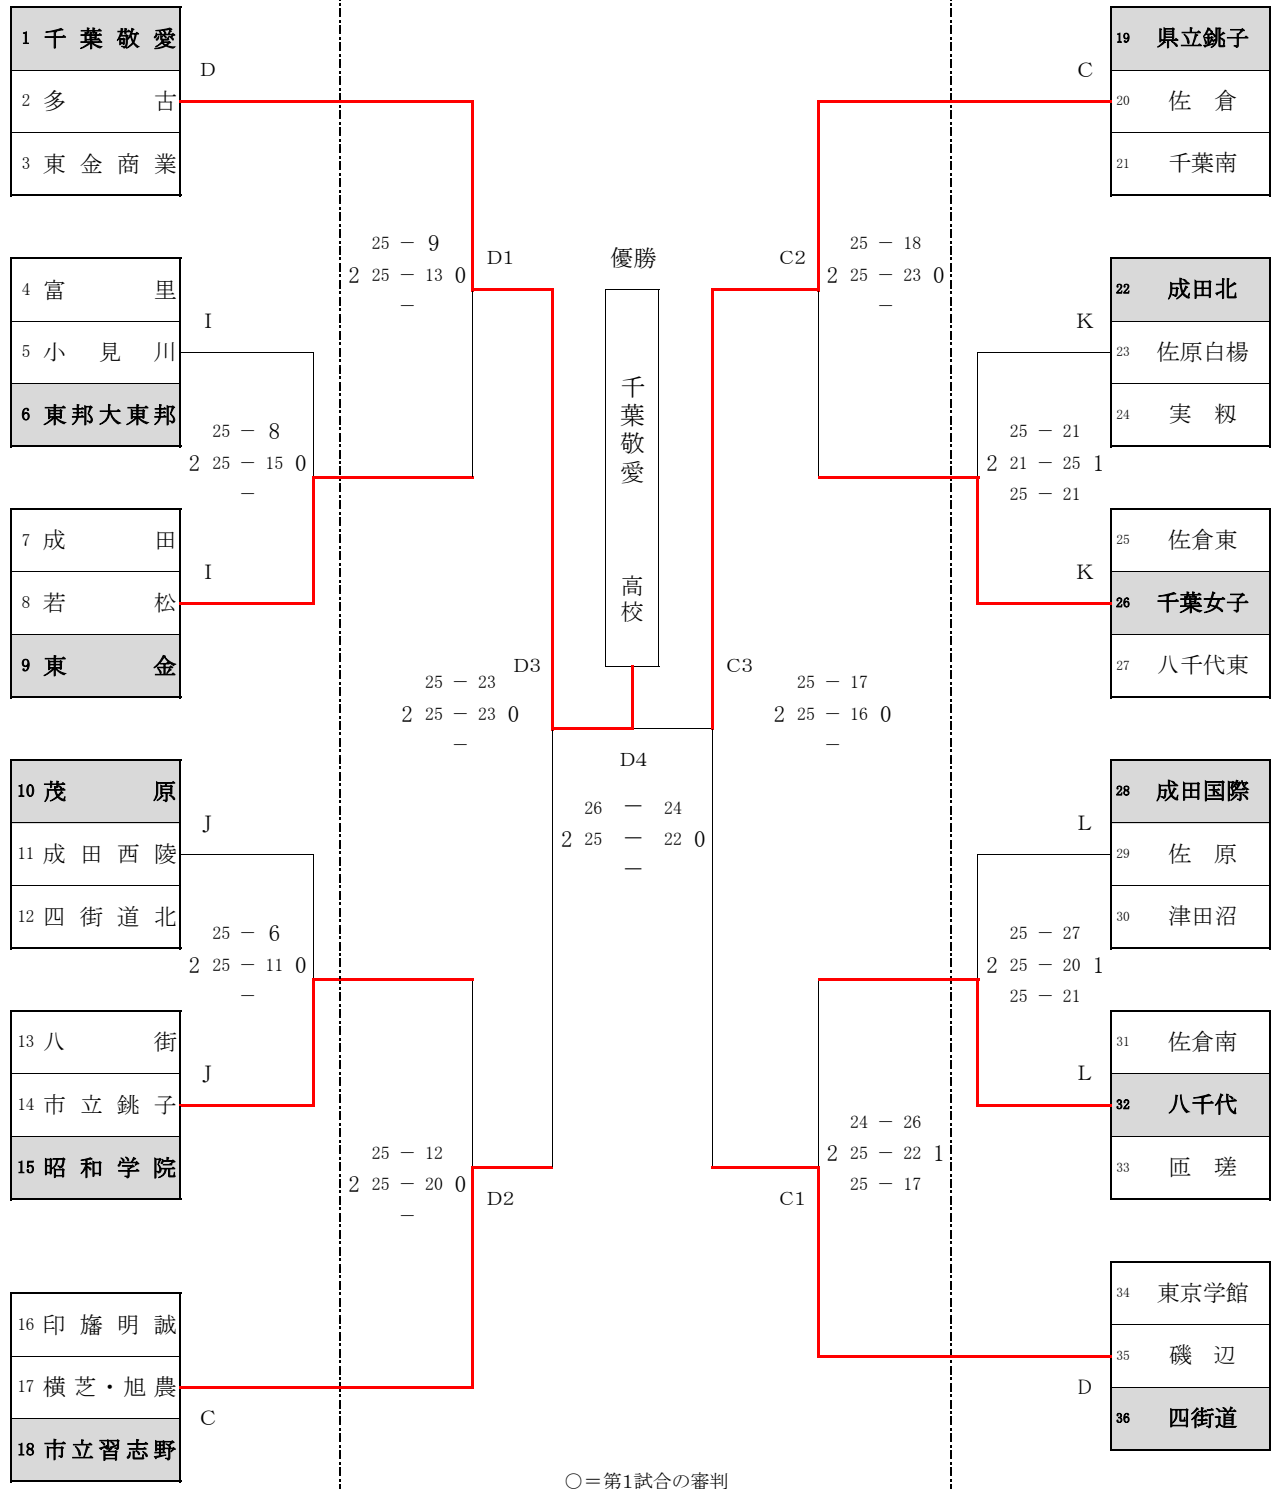 1 千葉敬愛
2 多古
3 東金商業
D
4 富里
5 小見川
6 東邦大東邦
I
25 － 8
2 25 － 15 0
－
7 成田
8 若松
9 東金
I
10 茂原
11 成田西陵
12 四街道北
J
25 － 6
2 25 － 11 0
－
13 八街
14 市立銚子
15 昭和学院
J
16 印旛明誠
17 横芝・旭農
18 市立習志野
C
25 － 9
2 25 － 13 0
－
D1
25 － 12
2 25 － 20 0
－
D2
25 － 23
2 25 － 23 0
－
D3
優勝
千葉敬愛 高校
D4
26 － 24
2 25 － 22 0
－
C3
25 － 17
2 25 － 16 0
－
C2
25 － 18
2 25 － 23 0
－
C1
24 － 26
2 25 － 22 1
25 － 17
C
19 県立銚子
20 佐倉
21 千葉南
K
22 成田北
23 佐原白楊
24 実籾
25 － 21
2 21 － 25 1
25 － 21
K
25 佐倉東
26 千葉女子
27 八千代東
L
28 成田国際
29 佐原
30 津田沼
25 － 27
2 25 － 20 1
25 － 21
L
31 佐倉南
32 八千代
33 匝瑳
D
34 東京学館
35 磯辺
36 四街道
○＝第1試合の審判